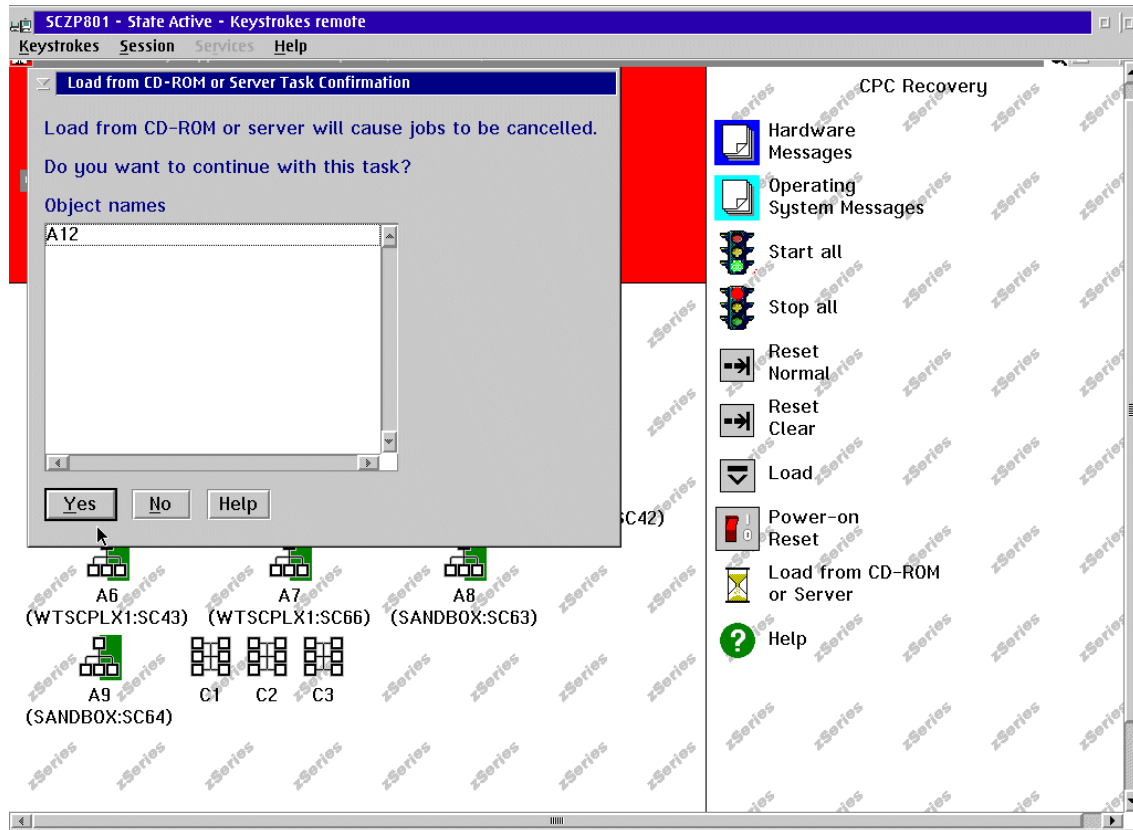 SCZP801 - State Active - Keystrokes remote
Keystrokes Session Services Help
Load from CD-ROM or Server Task Confirmation
Load from CD-ROM or server will cause jobs to be cancelled.
Do you want to continue with this task?
Object names
A12
Yes No Help
SC42)
A6 A7 A8
(WTSCPLX1:SC43) (WTSCPLX1:SC66) (SANDBOX:SC63)
A9 C1 C2 C3
(SANDBOX:SC64)
CPC Recovery
Hardware
Messages
Operating
System Messages
Start all
Stop all
Reset
Normal
Reset
Clear
Load
Power-on
Reset
Load from CD-ROM
or Server
Help
zSeries